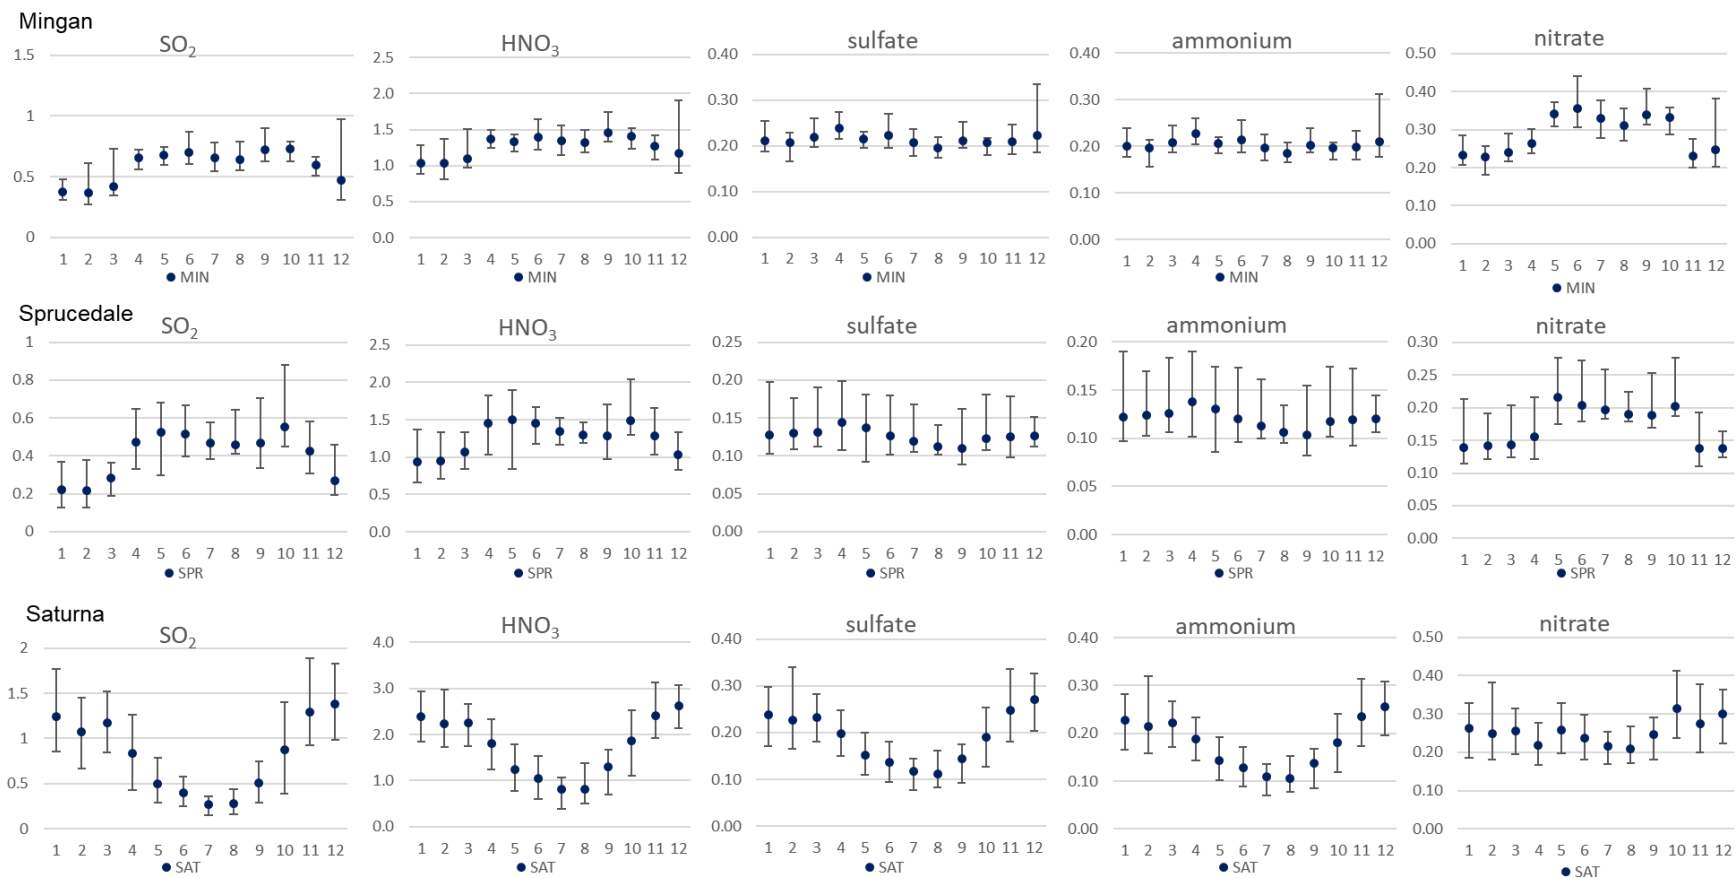 Mingan
SO2 HNO3 sulfate ammonium nitrate
1.5 1 0.5 0
2.5 2.0 1.5 1.0 0.5 0.0
0.40 0.30 0.20 0.10 0.00
0.40 0.30 0.20 0.10 0.00
0.50 0.40 0.30 0.20 0.10 0.00
1 2 3 4 5 6 7 8 9 10 11 12
1 2 3 4 5 6 7 8 9 10 11 12
1 2 3 4 5 6 7 8 9 10 11 12
1 2 3 4 5 6 7 8 9 10 11 12
1 2 3 4 5 6 7 8 9 10 11 12
MIN MIN MIN MIN MIN
Sprucedale
SO2 HNO3 sulfate ammonium nitrate
1 0.8 0.6 0.4 0.2 0
2.5 2.0 1.5 1.0 0.5 0.0
0.25 0.20 0.15 0.10 0.05 0.00
0.20 0.15 0.10 0.05 0.00
0.30 0.25 0.20 0.15 0.10 0.05 0.00
1 2 3 4 5 6 7 8 9 10 11 12
1 2 3 4 5 6 7 8 9 10 11 12
1 2 3 4 5 6 7 8 9 10 11 12
1 2 3 4 5 6 7 8 9 10 11 12
1 2 3 4 5 6 7 8 9 10 11 12
SPR SPR SPR SPR SPR
Saturna
SO2 HNO3 sulfate ammonium nitrate
2 1.5 1 0.5 0
4.0 3.0 2.0 1.0 0.0
0.40 0.30 0.20 0.10 0.00
0.40 0.30 0.20 0.10 0.00
0.50 0.40 0.30 0.20 0.10 0.00
1 2 3 4 5 6 7 8 9 10 11 12
1 2 3 4 5 6 7 8 9 10 11 12
1 2 3 4 5 6 7 8 9 10 11 12
1 2 3 4 5 6 7 8 9 10 11 12
1 2 3 4 5 6 7 8 9 10 11 12
SAT SAT SAT SAT SAT